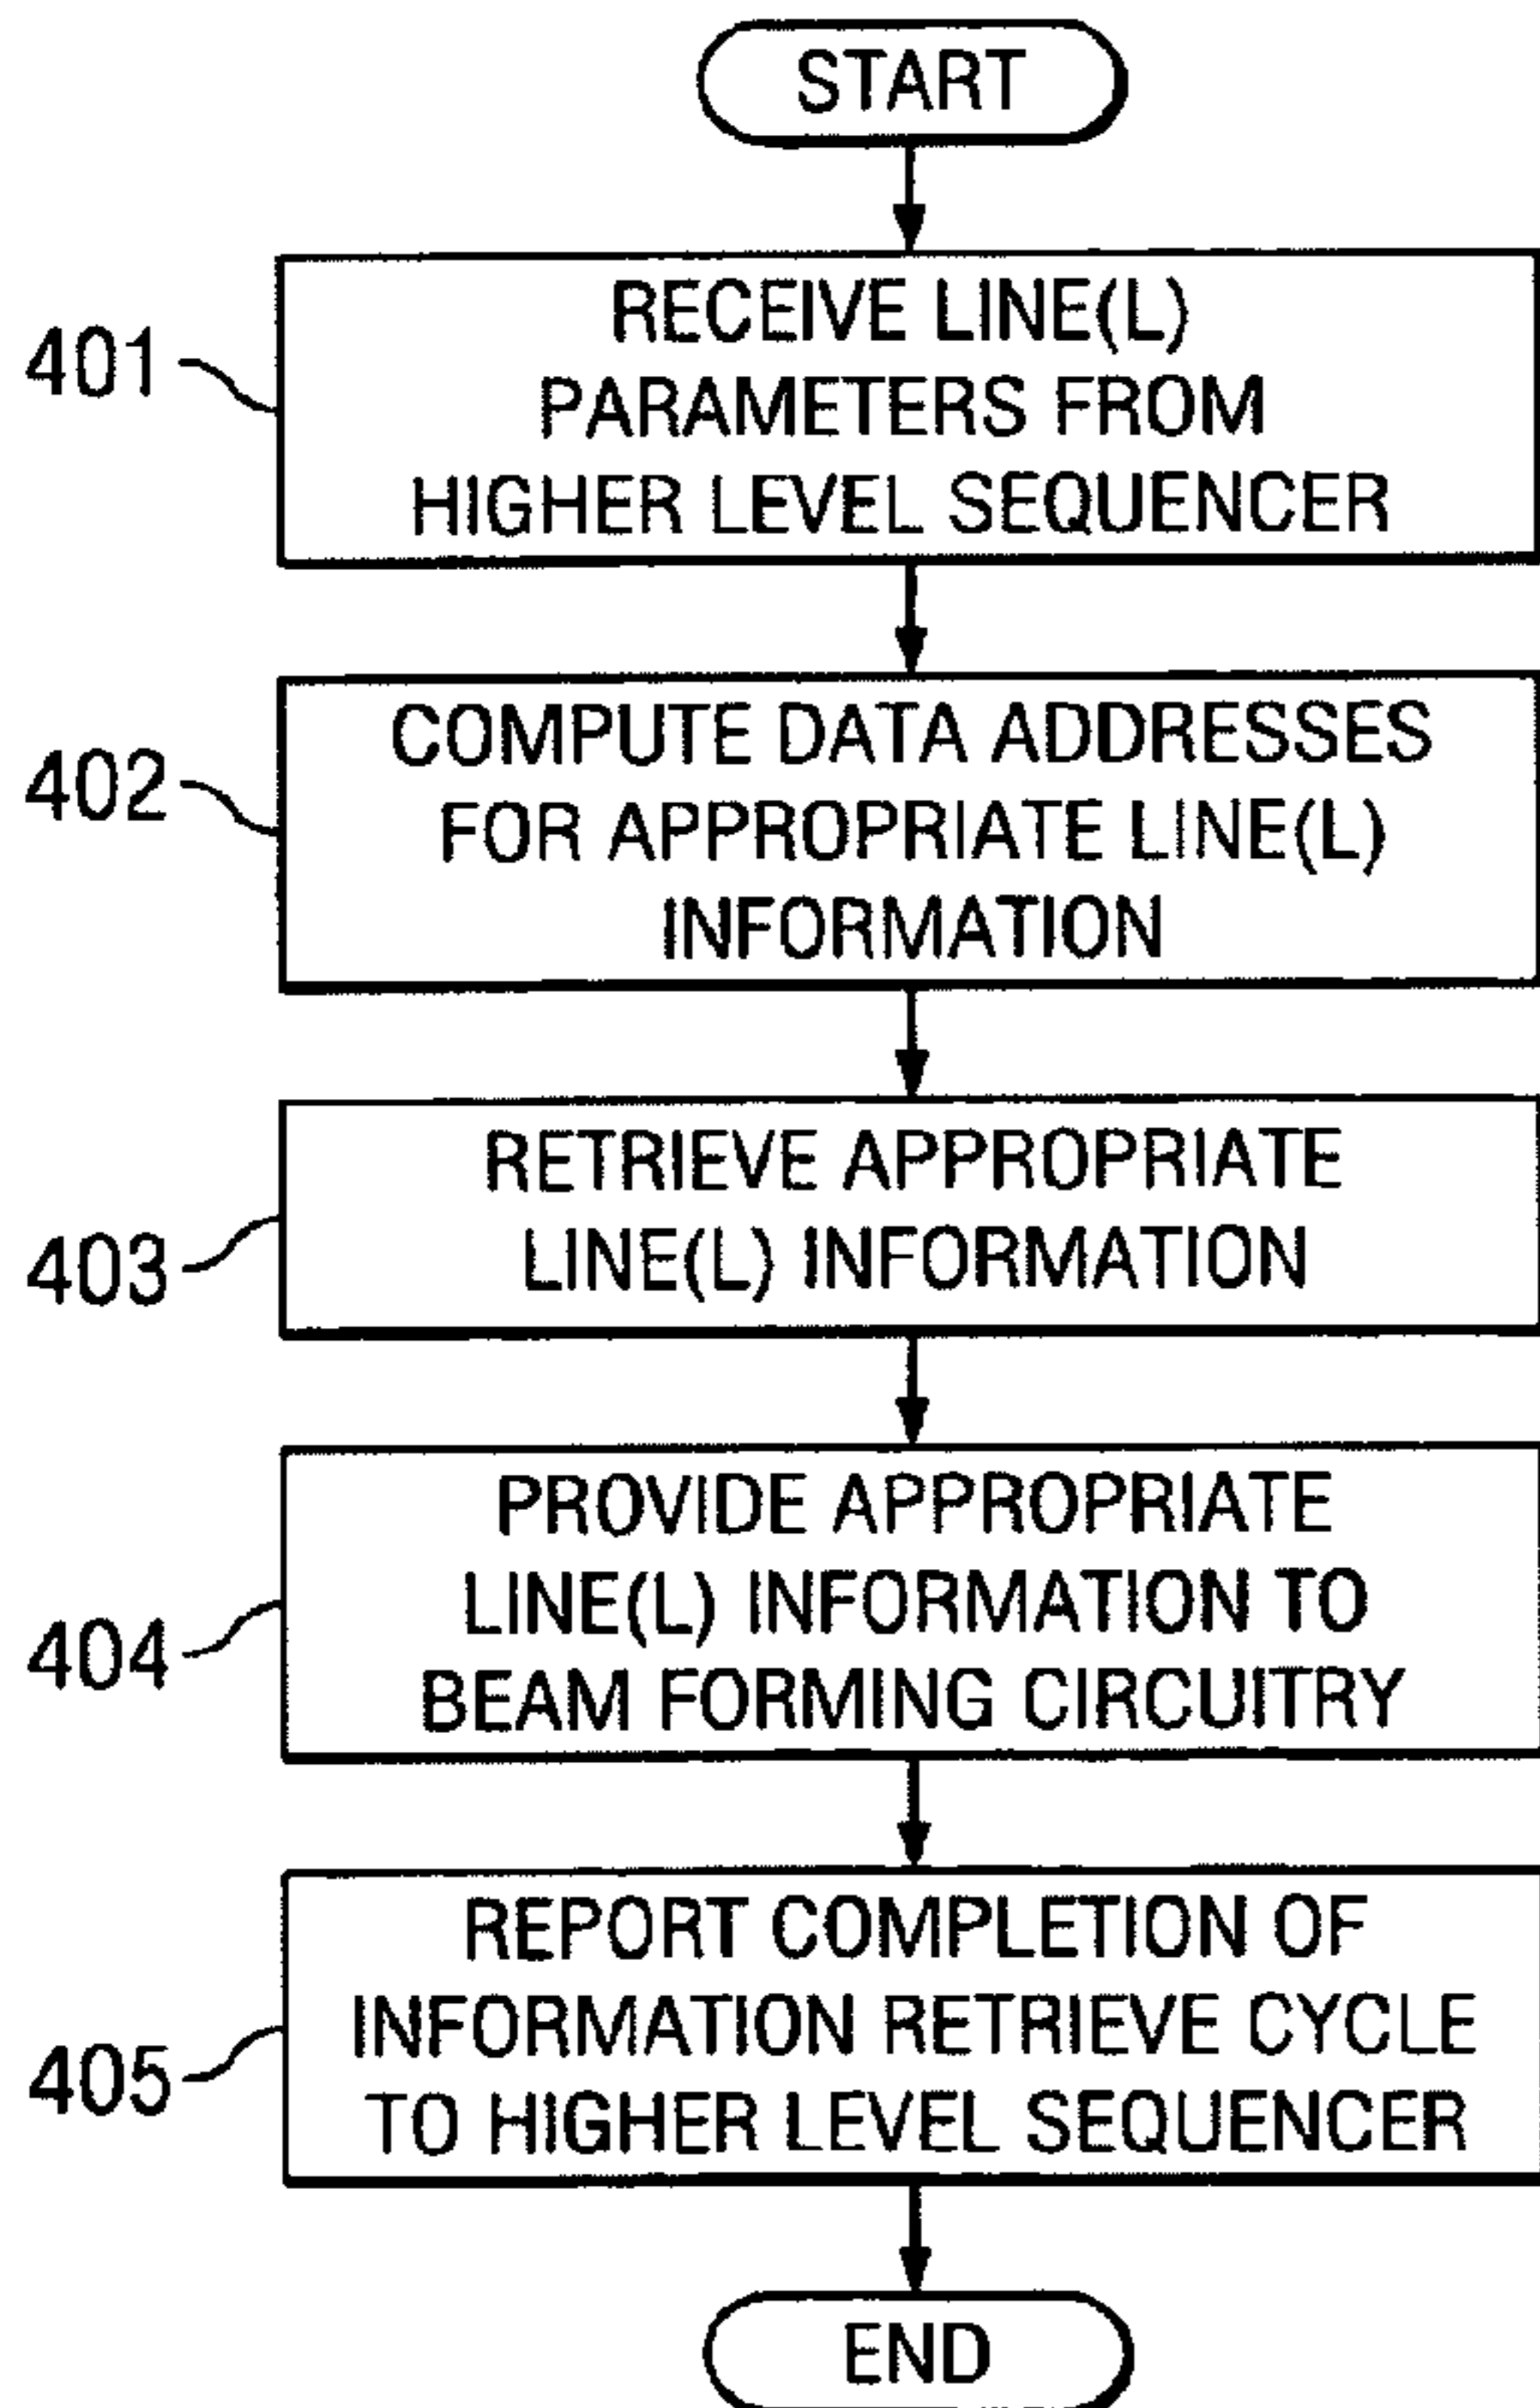 START
401
RECEIVE LINE(L)
PARAMETERS FROM
HIGHER LEVEL SEQUENCER
402
COMPUTE DATA ADDRESSES
FOR APPROPRIATE LINE(L)
INFORMATION
403
RETRIEVE APPROPRIATE
LINE(L) INFORMATION
404
PROVIDE APPROPRIATE
LINE(L) INFORMATION TO
BEAM FORMING CIRCUITRY
405
REPORT COMPLETION OF
INFORMATION RETRIEVE CYCLE
TO HIGHER LEVEL SEQUENCER
END